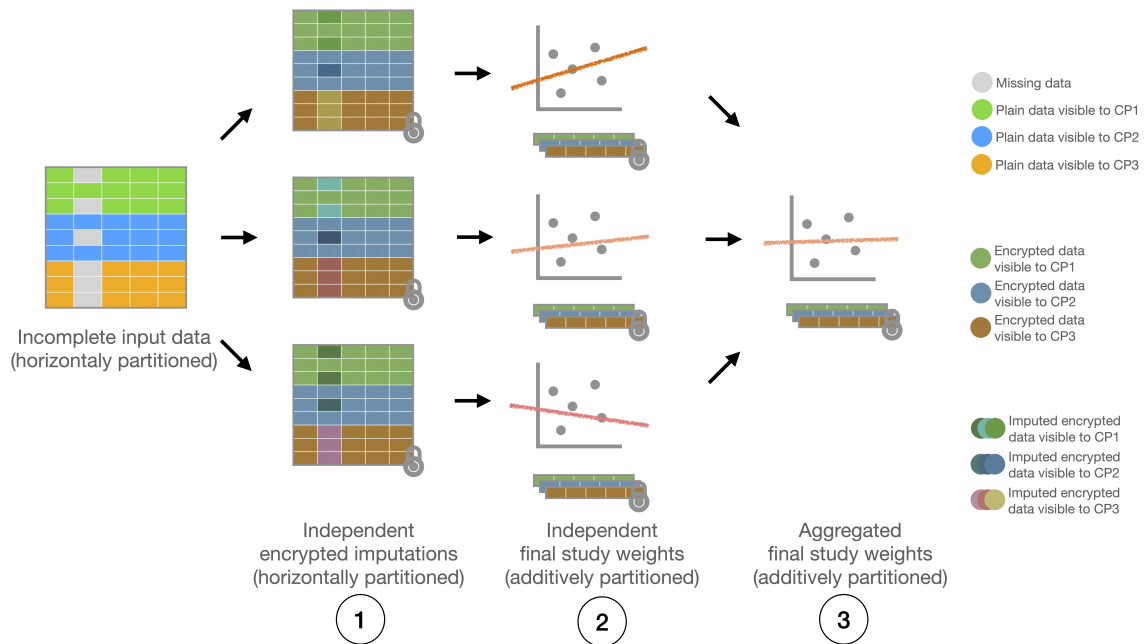 Missing data
Plain data visible to CP1
Plain data visible to CP2
Plain data visible to CP3
Encrypted data
visible to CP1
Encrypted data
visible to CP2
Encrypted data
visible to CP3
Incomplete input data
(horizontaly partitioned)
Imputed encrypted
data visible to CP1
Imputed encrypted
data visible to CP2
Imputed encrypted
data visible to CP3
Independent
encrypted imputations
(horizontally partitioned)
1
Independent
final study weights
(additively partitioned)
2
Aggregated
final study weights
(additively partitioned)
3